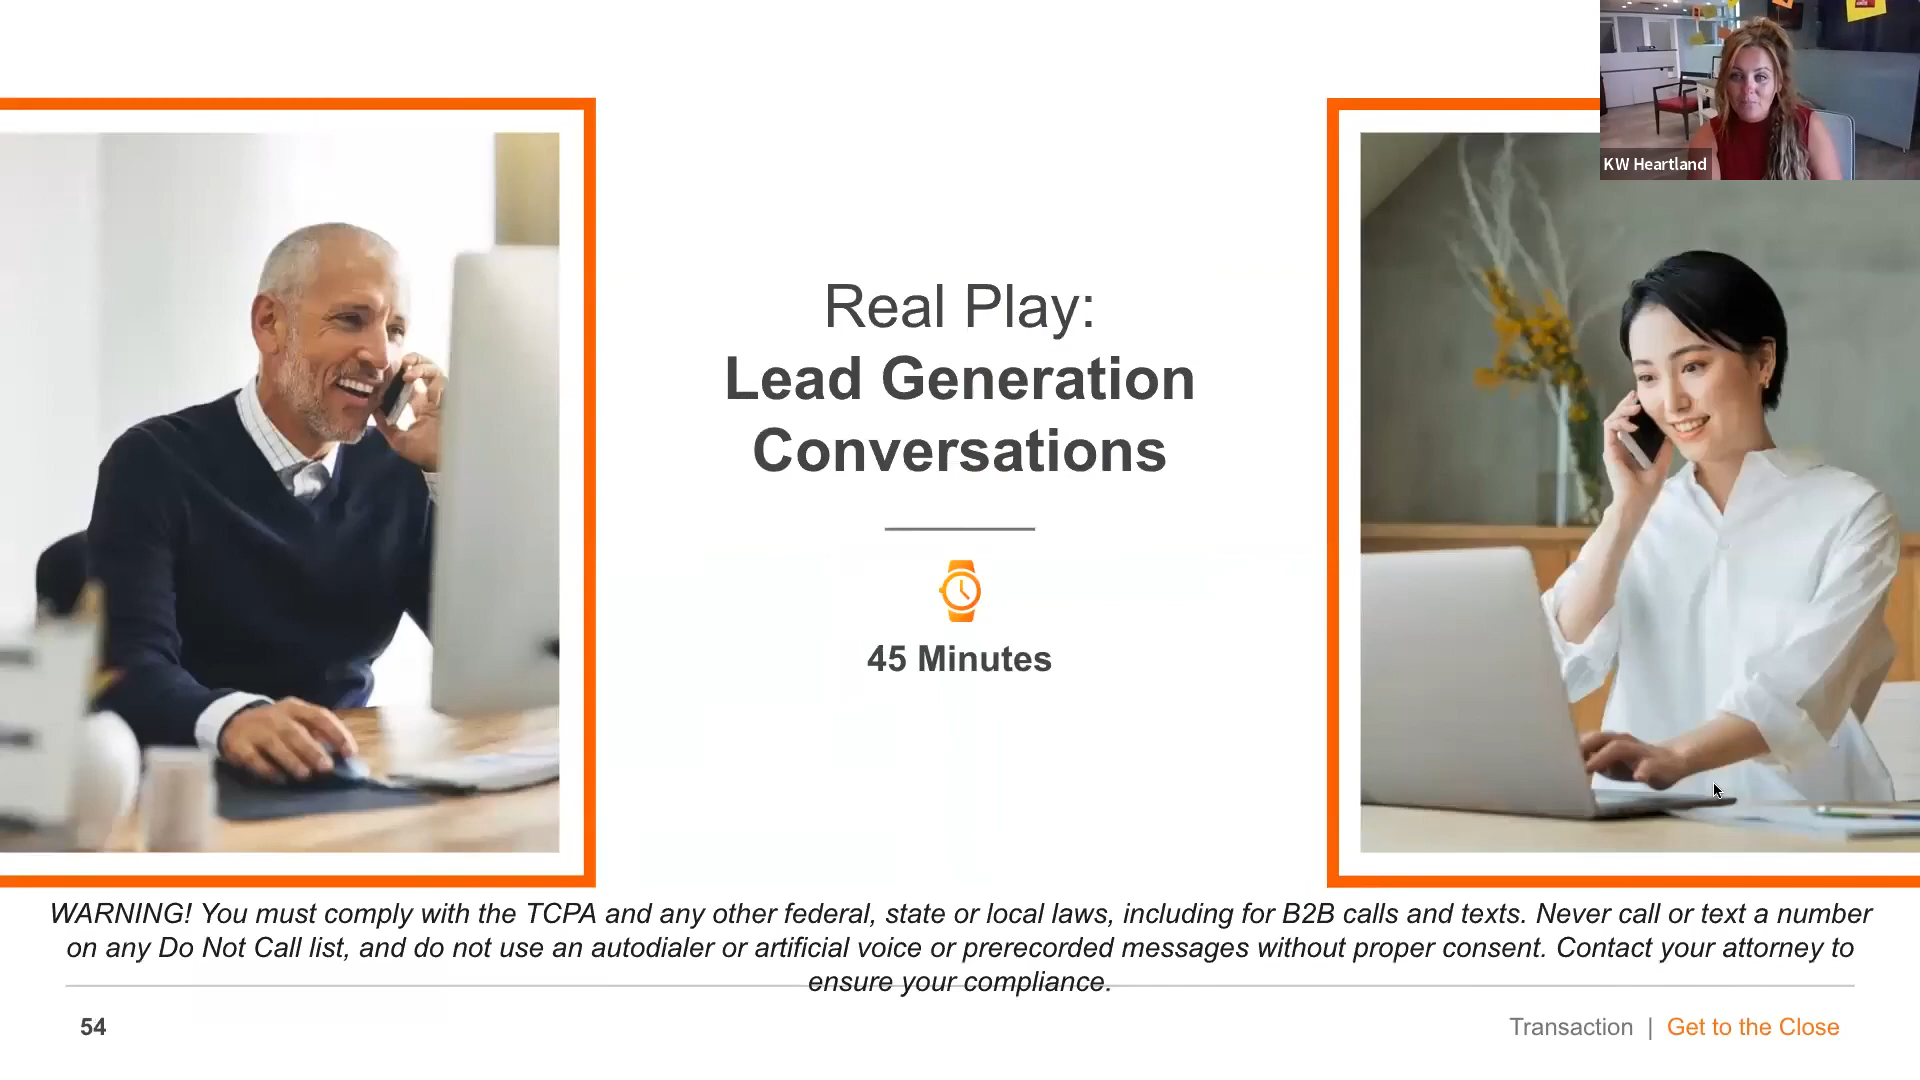 KW Heartland
Real Play:
Lead Generation
Conversations
45 Minutes
WARNING! You must comply with the TCPA and any other federal, state or local laws, including for B2B calls and texts. Never call or text a number
on any Do Not Call list, and do not use an autodialer or artificial voice or prerecorded messages without proper consent. Contact your attorney to
ensure your compliance.
54
Transaction | Get to the Close